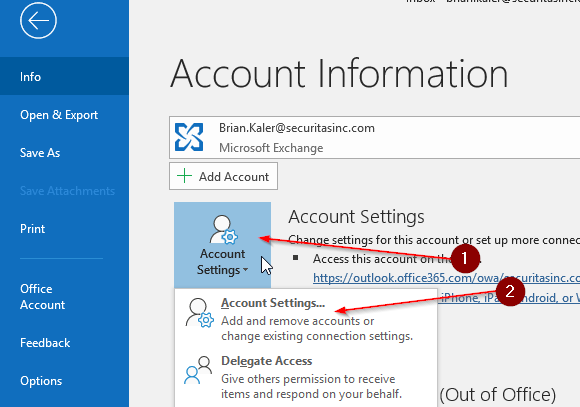 Inbox - briankaler@securitasinc.com
Info
Account Information
Open & Export
Brian.Kaler@securitasinc.com
Microsoft Exchange
Save As
Add Account
Save Attachments
Print
Account
Settings
Account Settings
Change settings for this account or set up more connec
Access this account on the
1
https://outlook.office365.com/owa/securitasinc.co
iPhone, iPad, Android, or W
2
Account Settings...
Add and remove accounts or
change existing connection settings.
Office
Account
Feedback
Delegate Access
Give others permission to receive
items and respond on your behalf.
Options
(Out of Office)